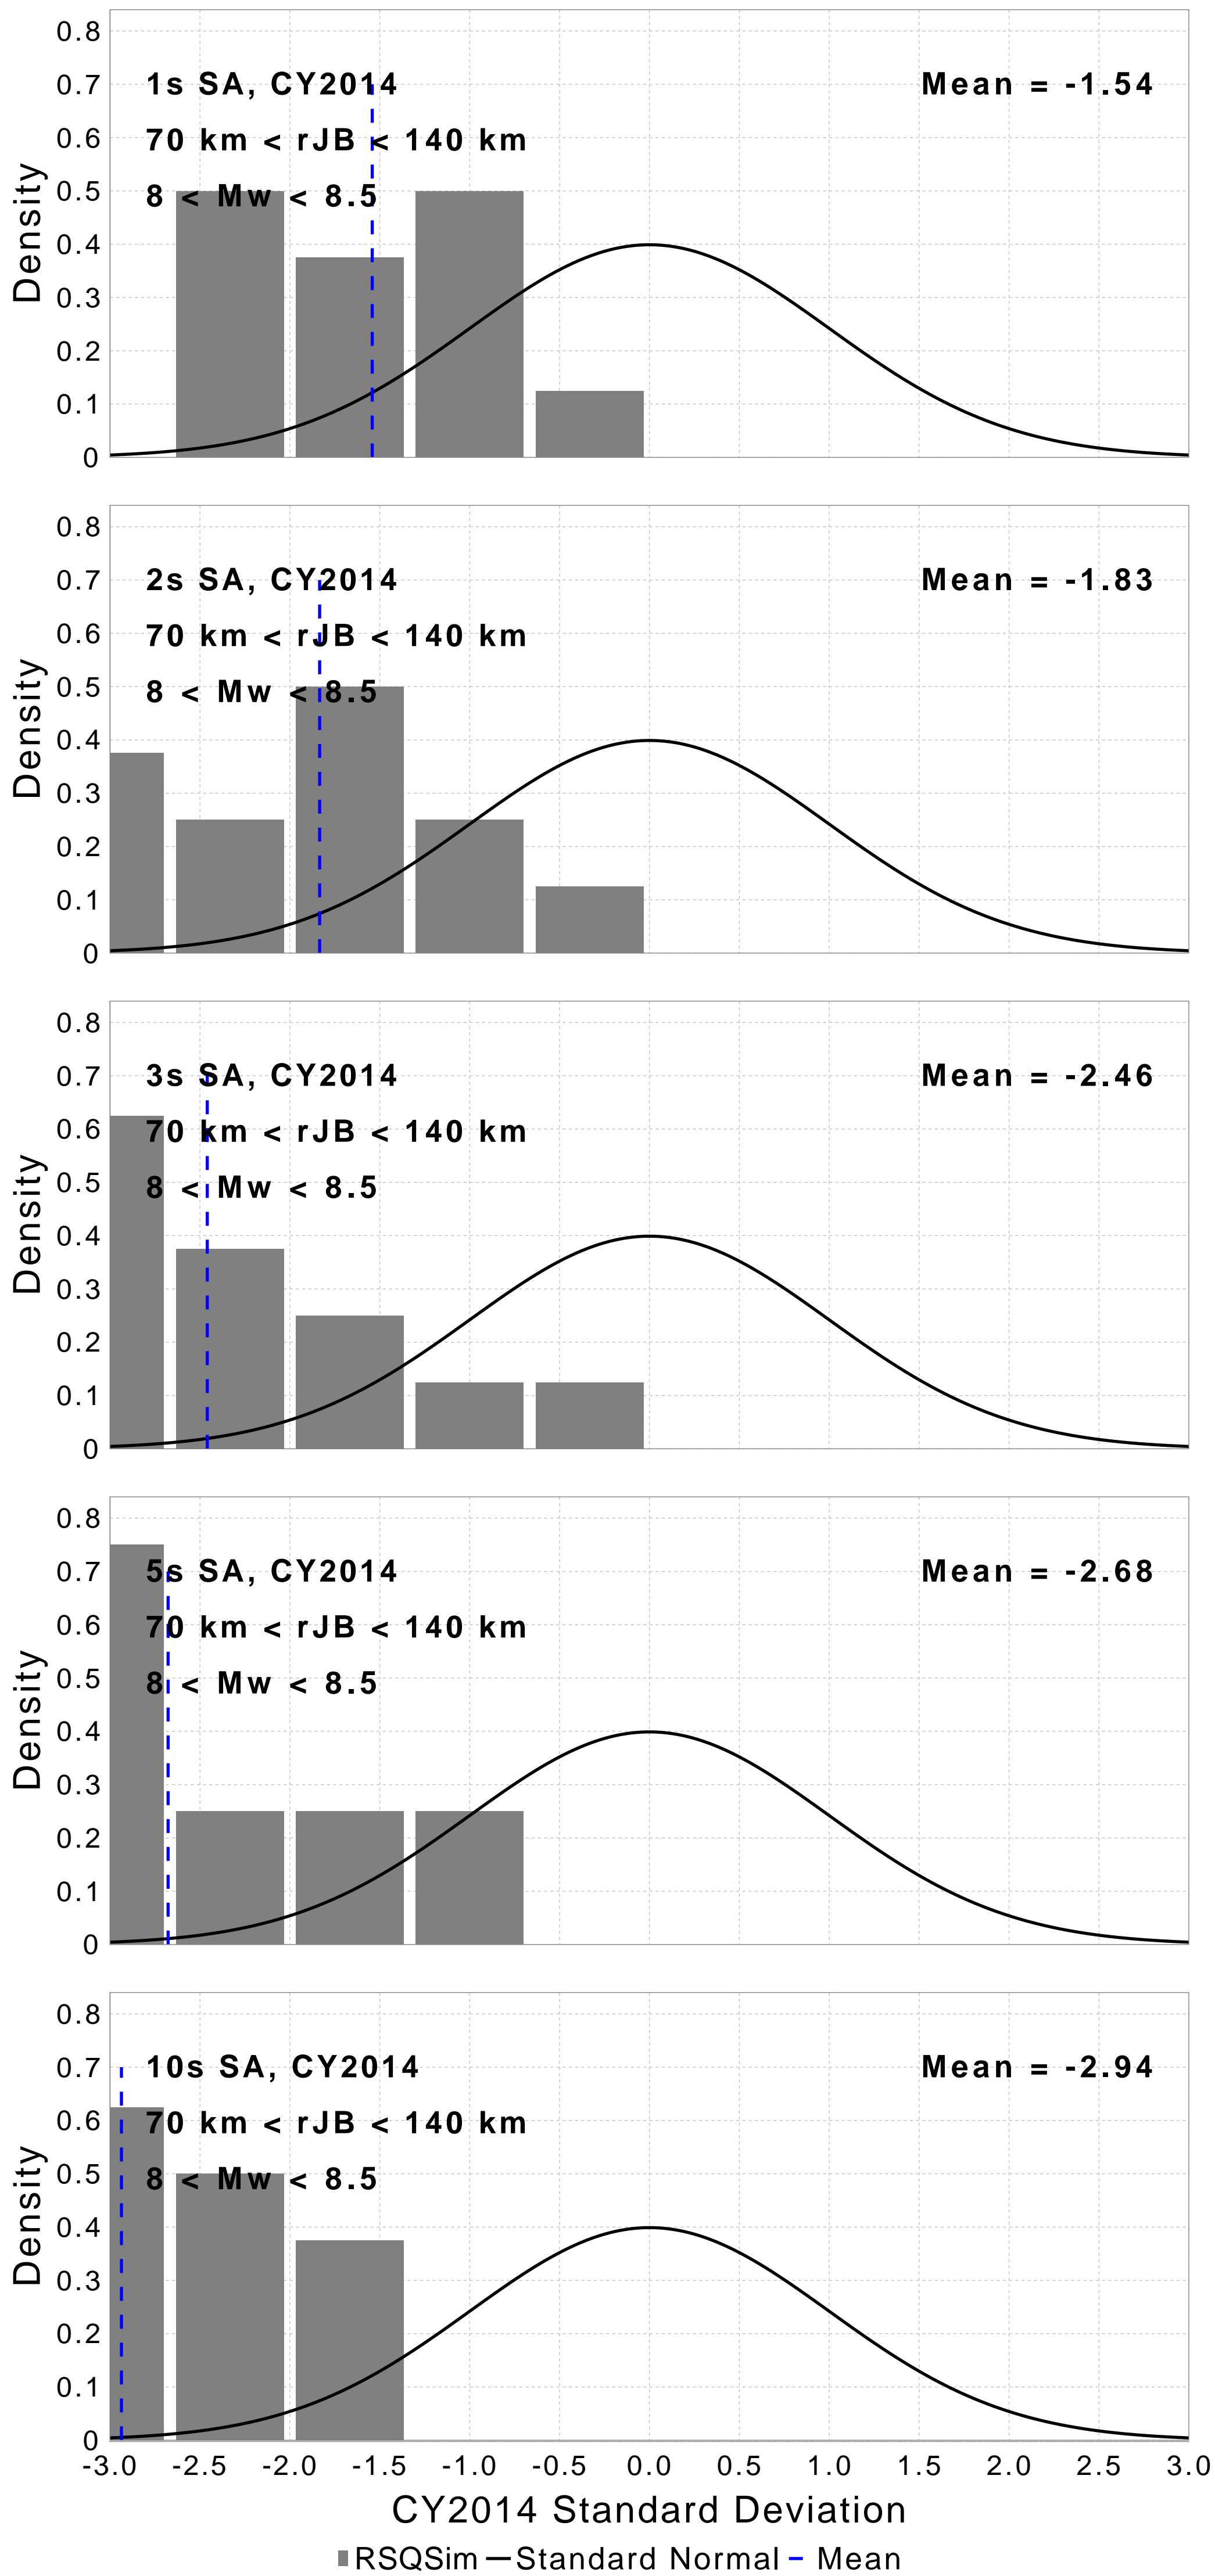 0.8
0.7
0.6
0.5
0.4
0.3
0.2
0.1
0
Density
1s SA, CY2014
Mean = -1.54
70 km < rJB < 140 km
8 < Mw < 8.5
0.8
0.7
0.6
0.5
0.4
0.3
0.2
0.1
0
Density
2s SA, CY2014
Mean = -1.83
70 km < rJB < 140 km
8 < Mw < 8.5
0.8
0.7
0.6
0.5
0.4
0.3
0.2
0.1
0
Density
3s SA, CY2014
Mean = -2.46
70 km < rJB < 140 km
8 < Mw < 8.5
0.8
0.7
0.6
0.5
0.4
0.3
0.2
0.1
0
Density
5s SA, CY2014
Mean = -2.68
70 km < rJB < 140 km
8 < Mw < 8.5
0.8
0.7
0.6
0.5
0.4
0.3
0.2
0.1
0
Density
10s SA, CY2014
Mean = -2.94
70 km < rJB < 140 km
8 < Mw < 8.5
-3.0 -2.5 -2.0 -1.5 -1.0 -0.5 0.0 0.5 1.0 1.5 2.0 2.5 3.0
CY2014 Standard Deviation
RSQSim Standard Normal Mean